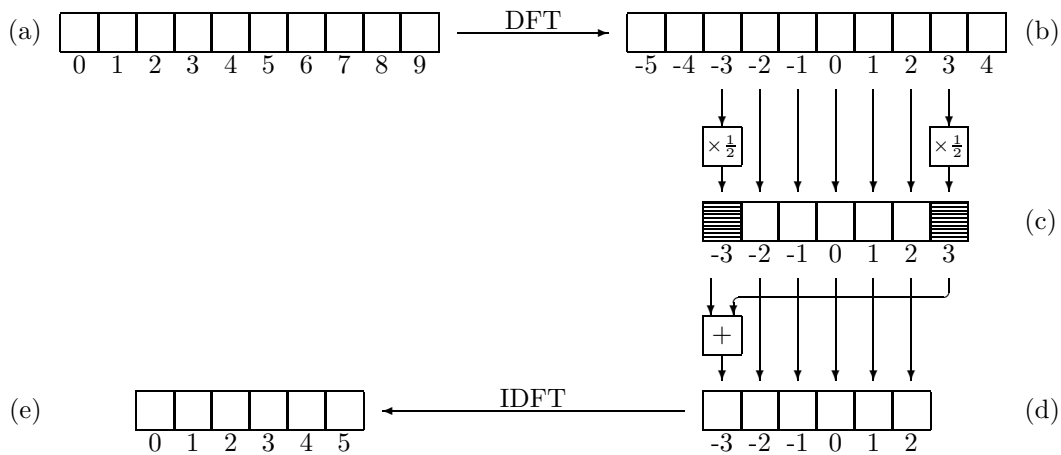 (a) DFT (b)
0 1 2 3 4 5 6 7 8 9 -5 -4 -3 -2 -1 0 1 2 3 4
×1/2 ×1/2
(c)
-3 -2 -1 0 1 2 3
+
(e) IDFT (d)
0 1 2 3 4 5 -3 -2 -1 0 1 2